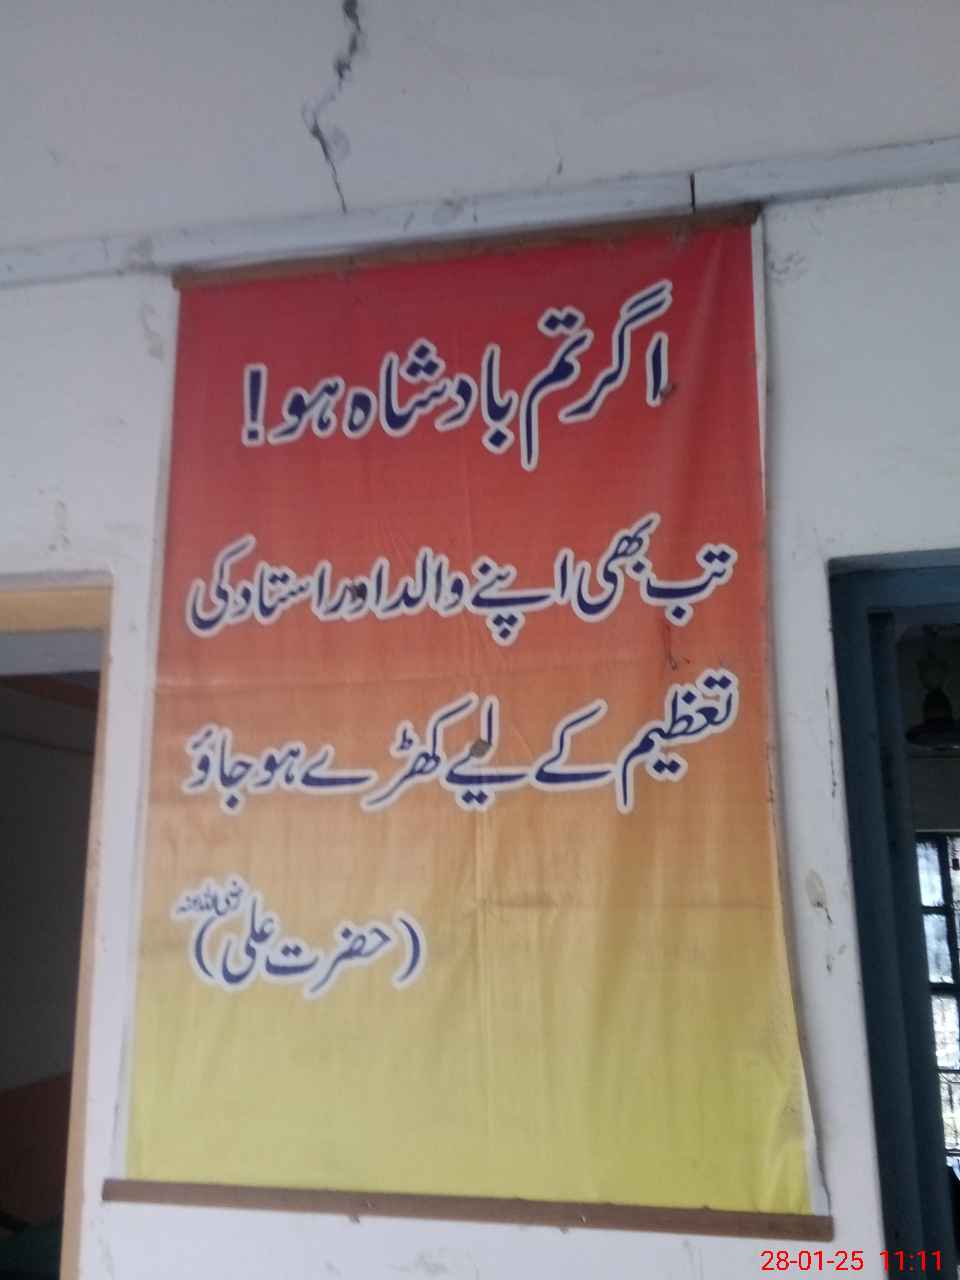 اگر تم بادشاہ ہو!
تب بھی اپنے والد اور استاد کی
تعظیم کے لیے کھڑے ہو جاؤ
(حضرت علی رضی اللہ عنہ)
28-01-25 11:11